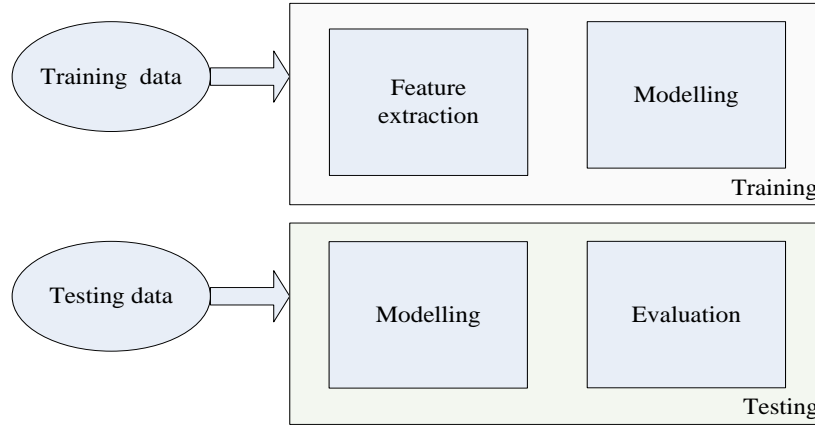 Training data
Feature
extraction
Modelling
Training
Testing data
Modelling
Evaluation
Testing